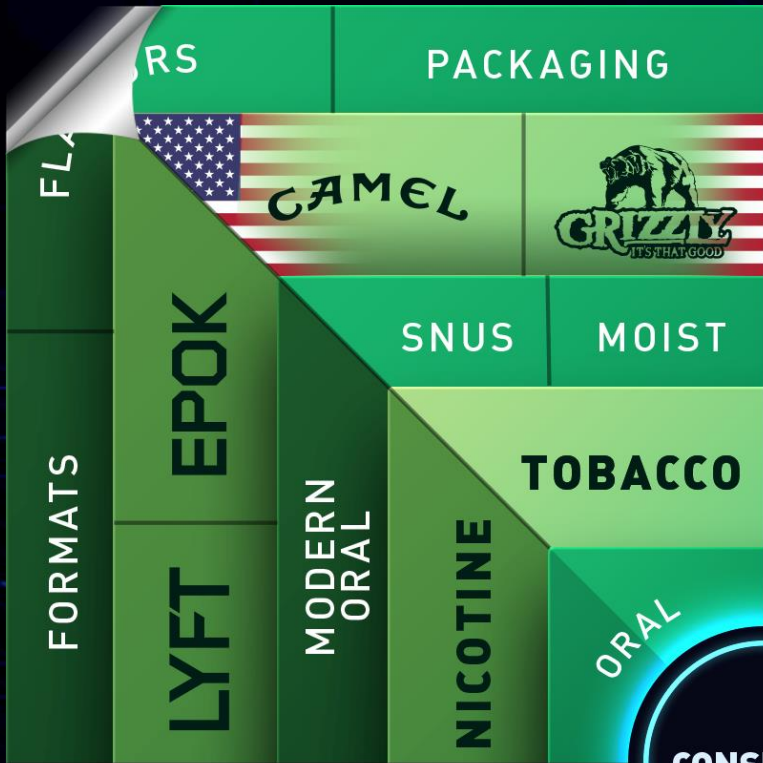 PACKAGING
CAMEL
GRIZZLY
IT'S THAT GOOD
SNUS
MOIST
TOBACCO
ORAL
NICOTINE
MODERN
ORAL
EPOK
LYFT
FORMATS